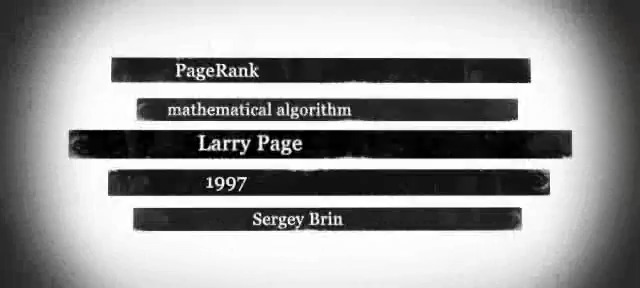 PageRank
mathematical algorithm
Larry Page
1997
Sergey Brin